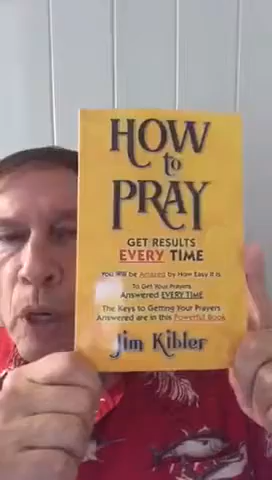 HOW
to
PRAY
GET RESULTS
EVERY TIME
You Will be Amazed by How Easy it is
To Get Your Prayers
Answered EVERY TIME
The Keys to Getting Your Prayers
Answered are in this Powerful Book
Jim Kibler